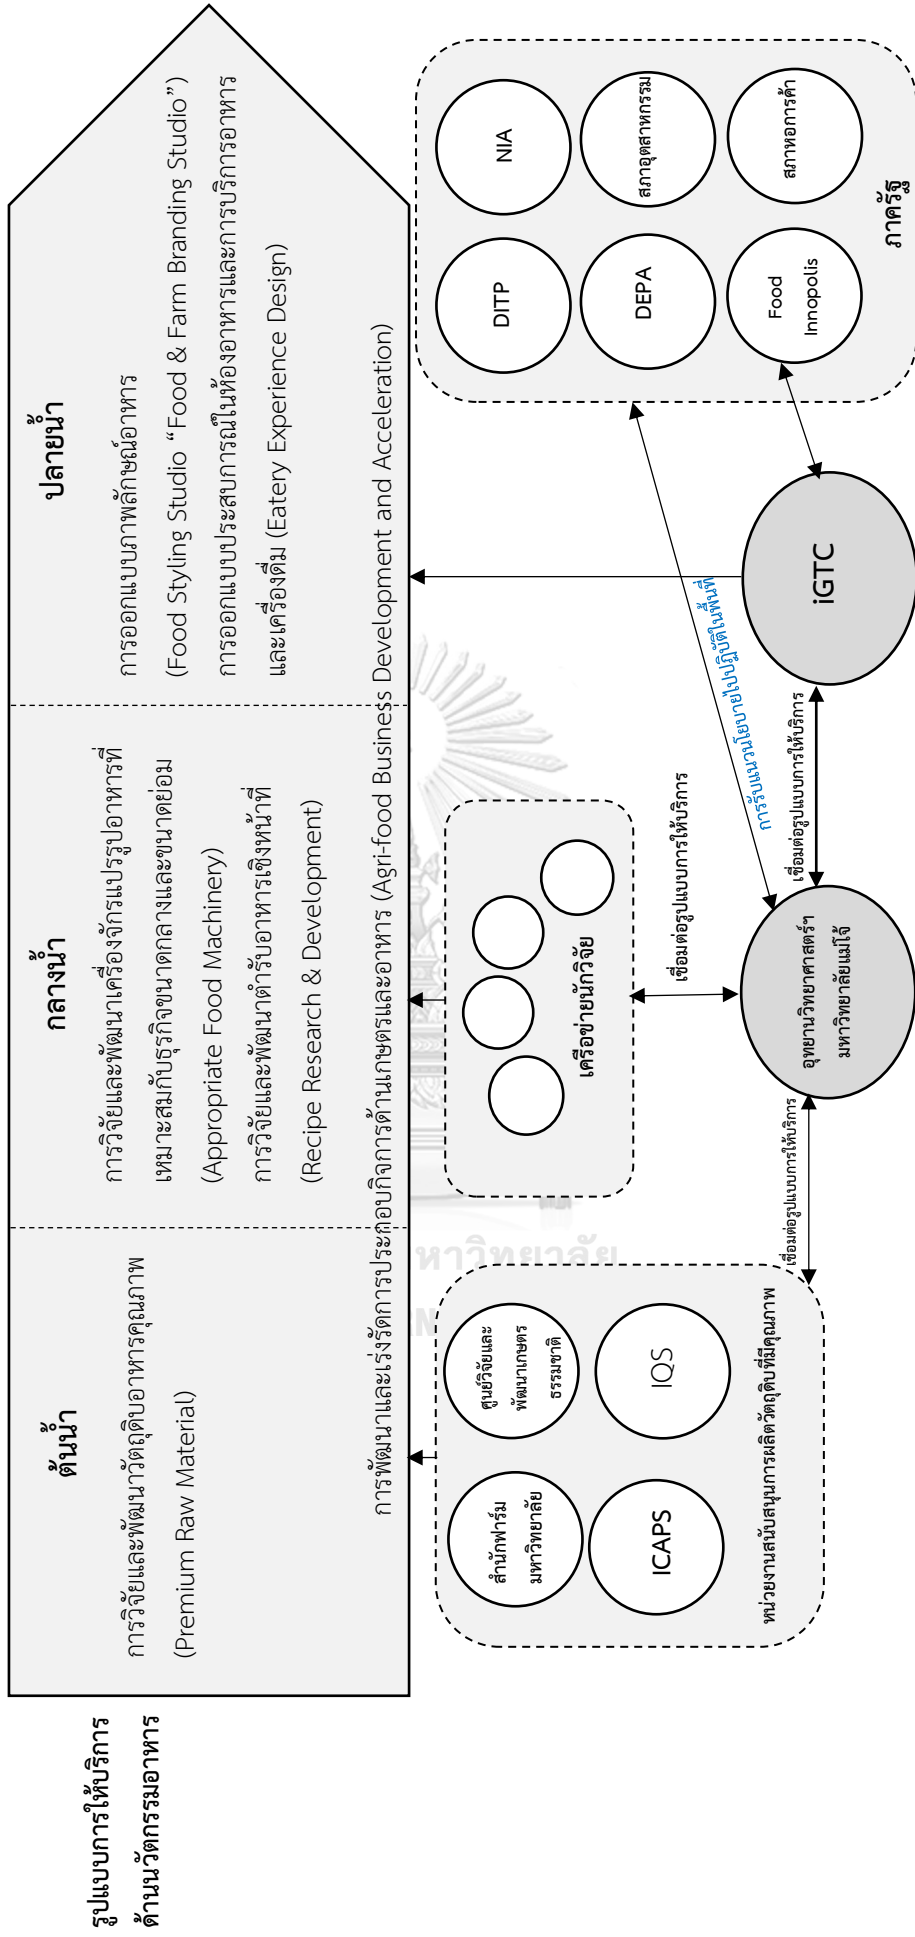 รูปแบบการให้บริการ
ด้านนวัตกรรมอาหาร
ต้นน้ำ
การวิจัยและพัฒนาวัตถุดิบอาหารคุณภาพ
(Premium Raw Material)
กลางน้ำ
การวิจัยและพัฒนาเครื่องจักรแปรรูปอาหารที่
เหมาะสมกับธุรกิจขนาดกลางและขนาดย่อม
(Appropriate Food Machinery)
การวิจัยและพัฒนาตำรับอาหารเชิงหน้าที่
(Recipe Research & Development)
ปลายน้ำ
การออกแบบภาพลักษณ์อาหาร
(Food Styling Studio “Food & Farm Branding Studio”)
การออกแบบประสบการณ์ในห้องอาหารและการบริการอาหาร
และเครื่องดื่ม (Eatery Experience Design)
การพัฒนาและเร่งรัดการประกอบกิจการด้านเกษตรและอาหาร (Agri-food Business Development and Acceleration)
สำนักฟาร์ม
มหาวิทยาลัย
ศูนย์วิจัยและ
พัฒนาเกษตร
ธรรมชาติ
ICAPS
IQS
หน่วยงานสนับสนุนการผลิตวัตถุดิบที่มีคุณภาพ
เครือข่ายนักวิจัย
DITP
NIA
DEPA
สภาอุตสาหกรรม
Food
Innopolis
สภาหอการค้า
ภาครัฐ
เชื่อมต่อรูปแบบการให้บริการ
เชื่อมต่อรูปแบบการให้บริการ
เชื่อมต่อรูปแบบการให้บริการ
การรับแนวนโยบายไปปฏิบัติในพื้นที่
อุทยานวิทยาศาสตร์ฯ
มหาวิทยาลัยแม่โจ้
iGTC
หาวิทยาลัย